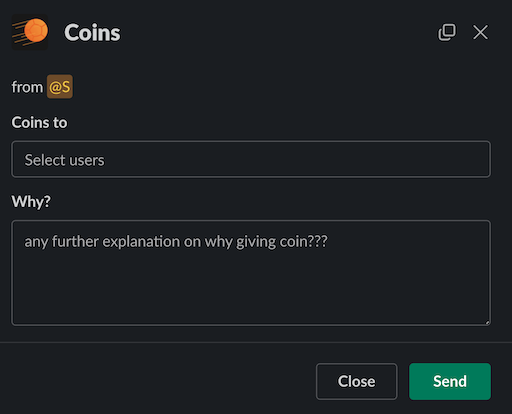 Coins
from @S
Coins to
Select users
Why?
any further explanation on why giving coin???
Close Send